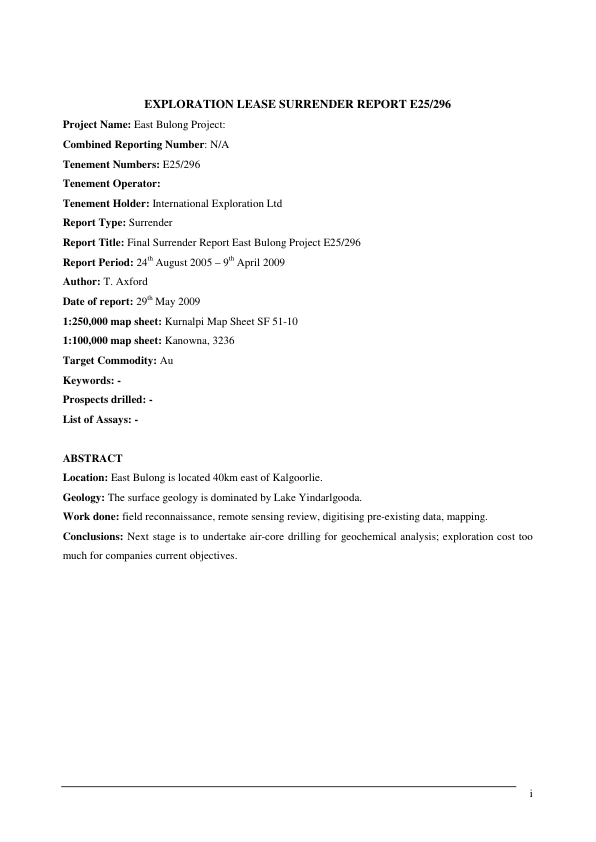 EXPLORATION LEASE SURRENDER REPORT E25/296
Project Name: East Bulong Project:
Combined Reporting Number: N/A
Tenement Numbers: E25/296
Tenement Operator:
Tenement Holder: International Exploration Ltd
Report Type: Surrender
Report Title: Final Surrender Report East Bulong Project E25/296
Report Period: 24th August 2005 – 9th April 2009
Author: T. Axford
Date of report: 29th May 2009
1:250,000 map sheet: Kurnalpi Map Sheet SF 51-10
1:100,000 map sheet: Kanowna, 3236
Target Commodity: Au
Keywords: -
Prospects drilled: -
List of Assays: -
ABSTRACT
Location: East Bulong is located 40km east of Kalgoorlie.
Geology: The surface geology is dominated by Lake Yindarlgooda.
Work done: field reconnaissance, remote sensing review, digitising pre-existing data, mapping.
Conclusions: Next stage is to undertake air-core drilling for geochemical analysis; exploration cost too
much for companies current objectives.
i